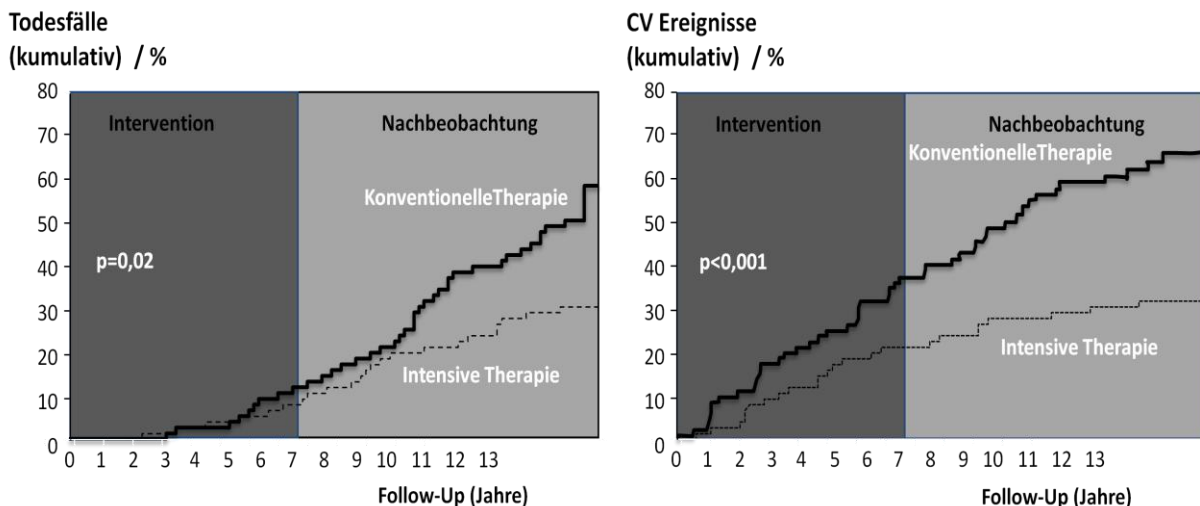 Todesfälle
(kumulativ) / %
80
70
60
50
40
30
20
10
0
Intervention
Nachbeobachtung
KonventionelleTherapie
p=0,02
Intensive Therapie
0 1 2 3 4 5 6 7 8 9 10 11 12 13
Follow-Up (Jahre)
CV Ereignisse
(kumulativ) / %
80
70
60
50
40
30
20
10
0
Intervention
Nachbeobachtung
KonventionelleTherapie
p<0,001
Intensive Therapie
0 1 2 3 4 5 6 7 8 9 10 11 12 13
Follow-Up (Jahre)